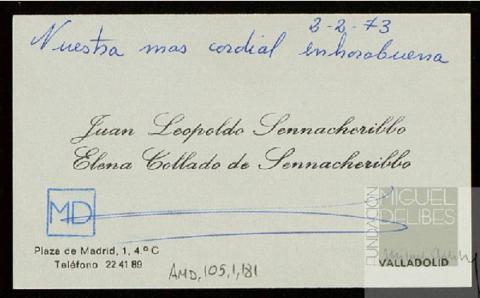 2-2-73
Nuestra mas cordial enhorabuena
Juan Leopoldo Sennacheribbo
Elena Collado de Sennacheribbo
MD
Plaza de Madrid, 1, 4.º C
Teléfono 22 41 89
VALLADOLID
AMD, 105, 1, 181
FUNDACIÓN
MIGUEL
DELIBES